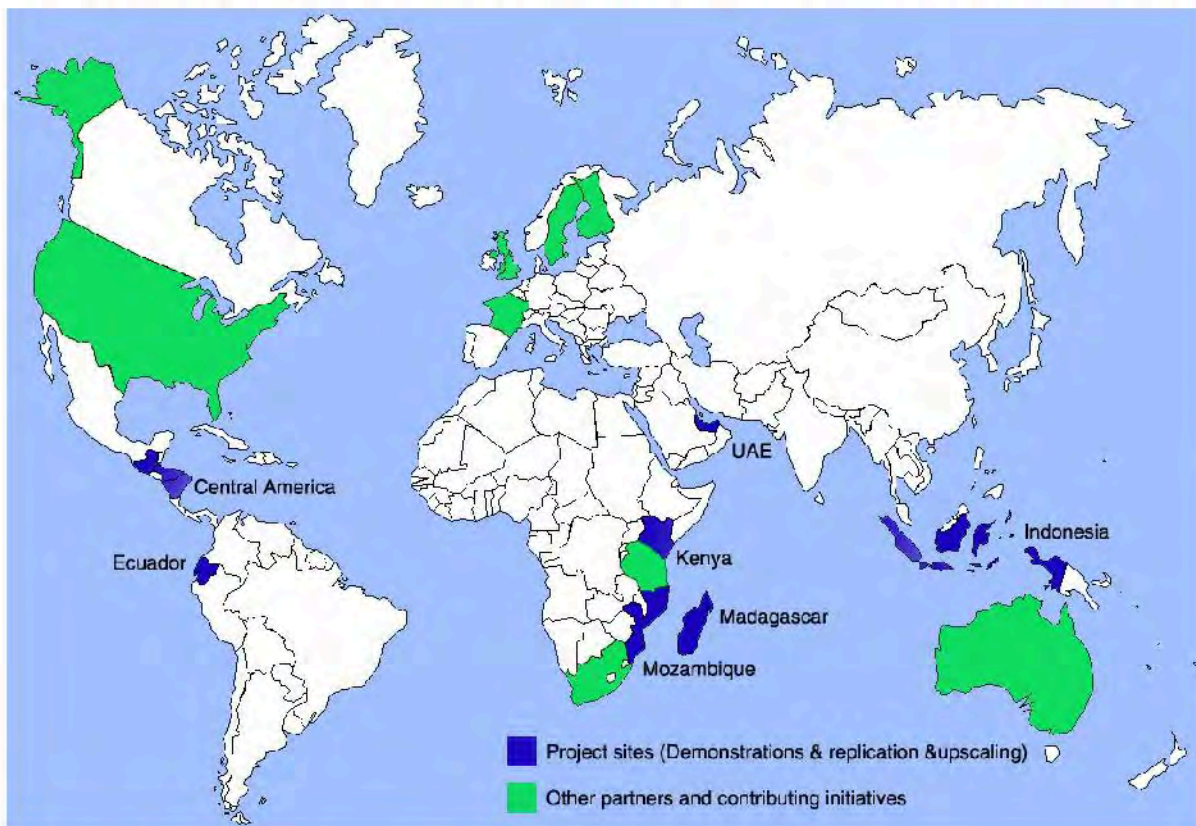 UAE
Central America
Indonesia
Ecuador
Kenya
Madagascar
Mozambique
Project sites (Demonstrations & replication &upscaling)
Other partners and contributing initiatives